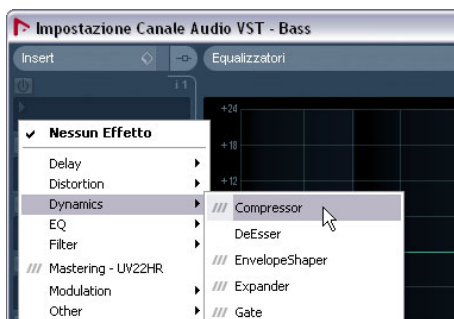 Impostazione Canale Audio VST - Bass
Insert
Equalizzatori
i 1
+24
Nessun Effetto
+18
Delay
Distortion
+12
Dynamics
Compressor
EQ
DeEsser
Filter
EnvelopeShaper
Mastering - UV22HR
Expander
Modulation
Other
Gate